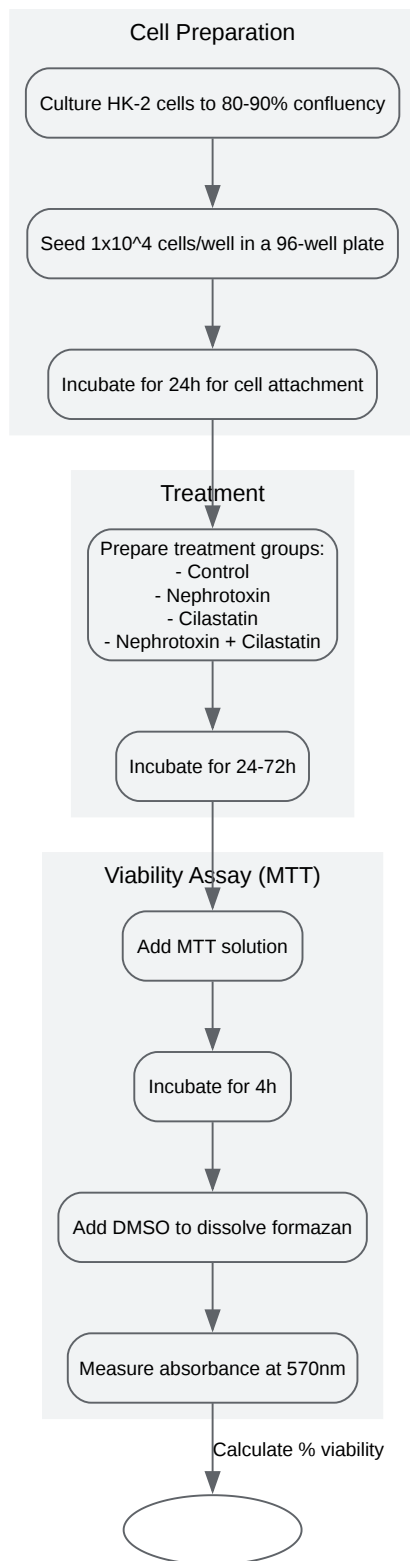 Cell Preparation
Culture HK-2 cells to 80-90% confluency
Seed 1x10^4 cells/well in a 96-well plate
Incubate for 24h for cell attachment
Treatment
Prepare treatment groups:
- Control
- Nephrotoxin
- Cilastatin
- Nephrotoxin + Cilastatin
Incubate for 24-72h
Viability Assay (MTT)
Add MTT solution
Incubate for 4h
Add DMSO to dissolve formazan
Measure absorbance at 570nm
Calculate % viability